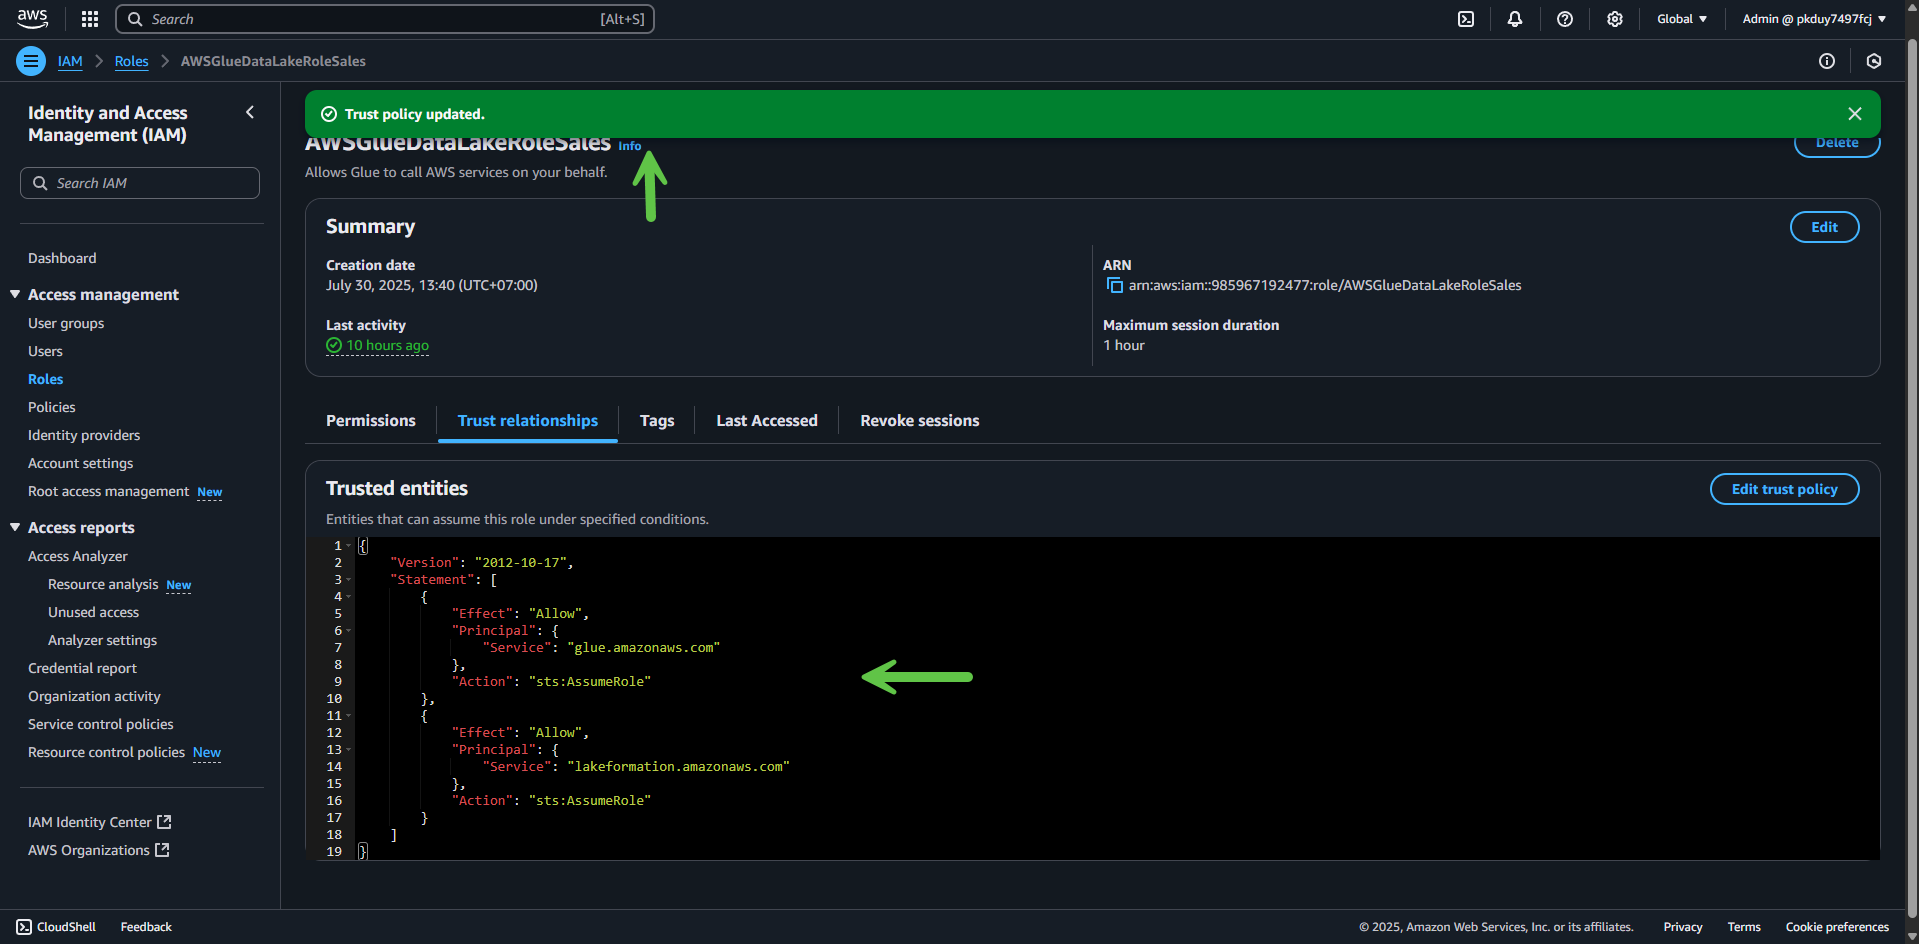 aws
Search
[Alt+S]
Global
Admin @ pkduy7497fcj
IAM
Roles
AWSGlueDataLakeRoleSales
Identity and Access
Management (IAM)
Search IAM
Dashboard
Access management
User groups
Users
Roles
Policies
Identity providers
Account settings
Root access management New
Access reports
Access Analyzer
Resource analysis New
Unused access
Analyzer settings
Credential report
Organization activity
Service control policies
Resource control policies New
IAM Identity Center
AWS Organizations
Trust policy updated.
AWSGlueDataLakeRoleSales Info
Delete
Allows Glue to call AWS services on your behalf.
Summary
Edit
Creation date
July 30, 2025, 13:40 (UTC+07:00)
ARN
arn:aws:iam::985967192477:role/AWSGlueDataLakeRoleSales
Last activity
10 hours ago
Maximum session duration
1 hour
Permissions
Trust relationships
Tags
Last Accessed
Revoke sessions
Trusted entities
Edit trust policy
Entities that can assume this role under specified conditions.
1 {
2 "Version": "2012-10-17",
3 "Statement": [
4 {
5 "Effect": "Allow",
6 "Principal": {
7 "Service": "glue.amazonaws.com"
8 },
9 "Action": "sts:AssumeRole"
10 },
11 {
12 "Effect": "Allow",
13 "Principal": {
14 "Service": "lakeformation.amazonaws.com"
15 },
16 "Action": "sts:AssumeRole"
17 }
18 ]
19 }
CloudShell
Feedback
© 2025, Amazon Web Services, Inc. or its affiliates.
Privacy
Terms
Cookie preferences